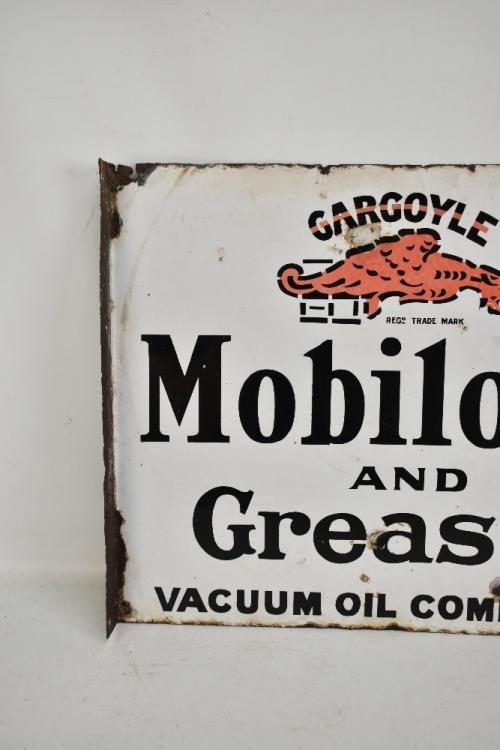 GARGOYLE
REGD TRADE MARK
Mobilo
AND
Greas
VACUUM OIL COM